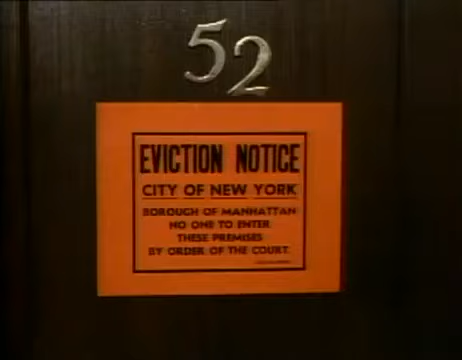 52
EVICTION NOTICE
CITY OF NEW YORK
BOROUGH OF MANHATTAN
NO ONE TO ENTER
THESE PREMISES
BY ORDER OF THE COURT.